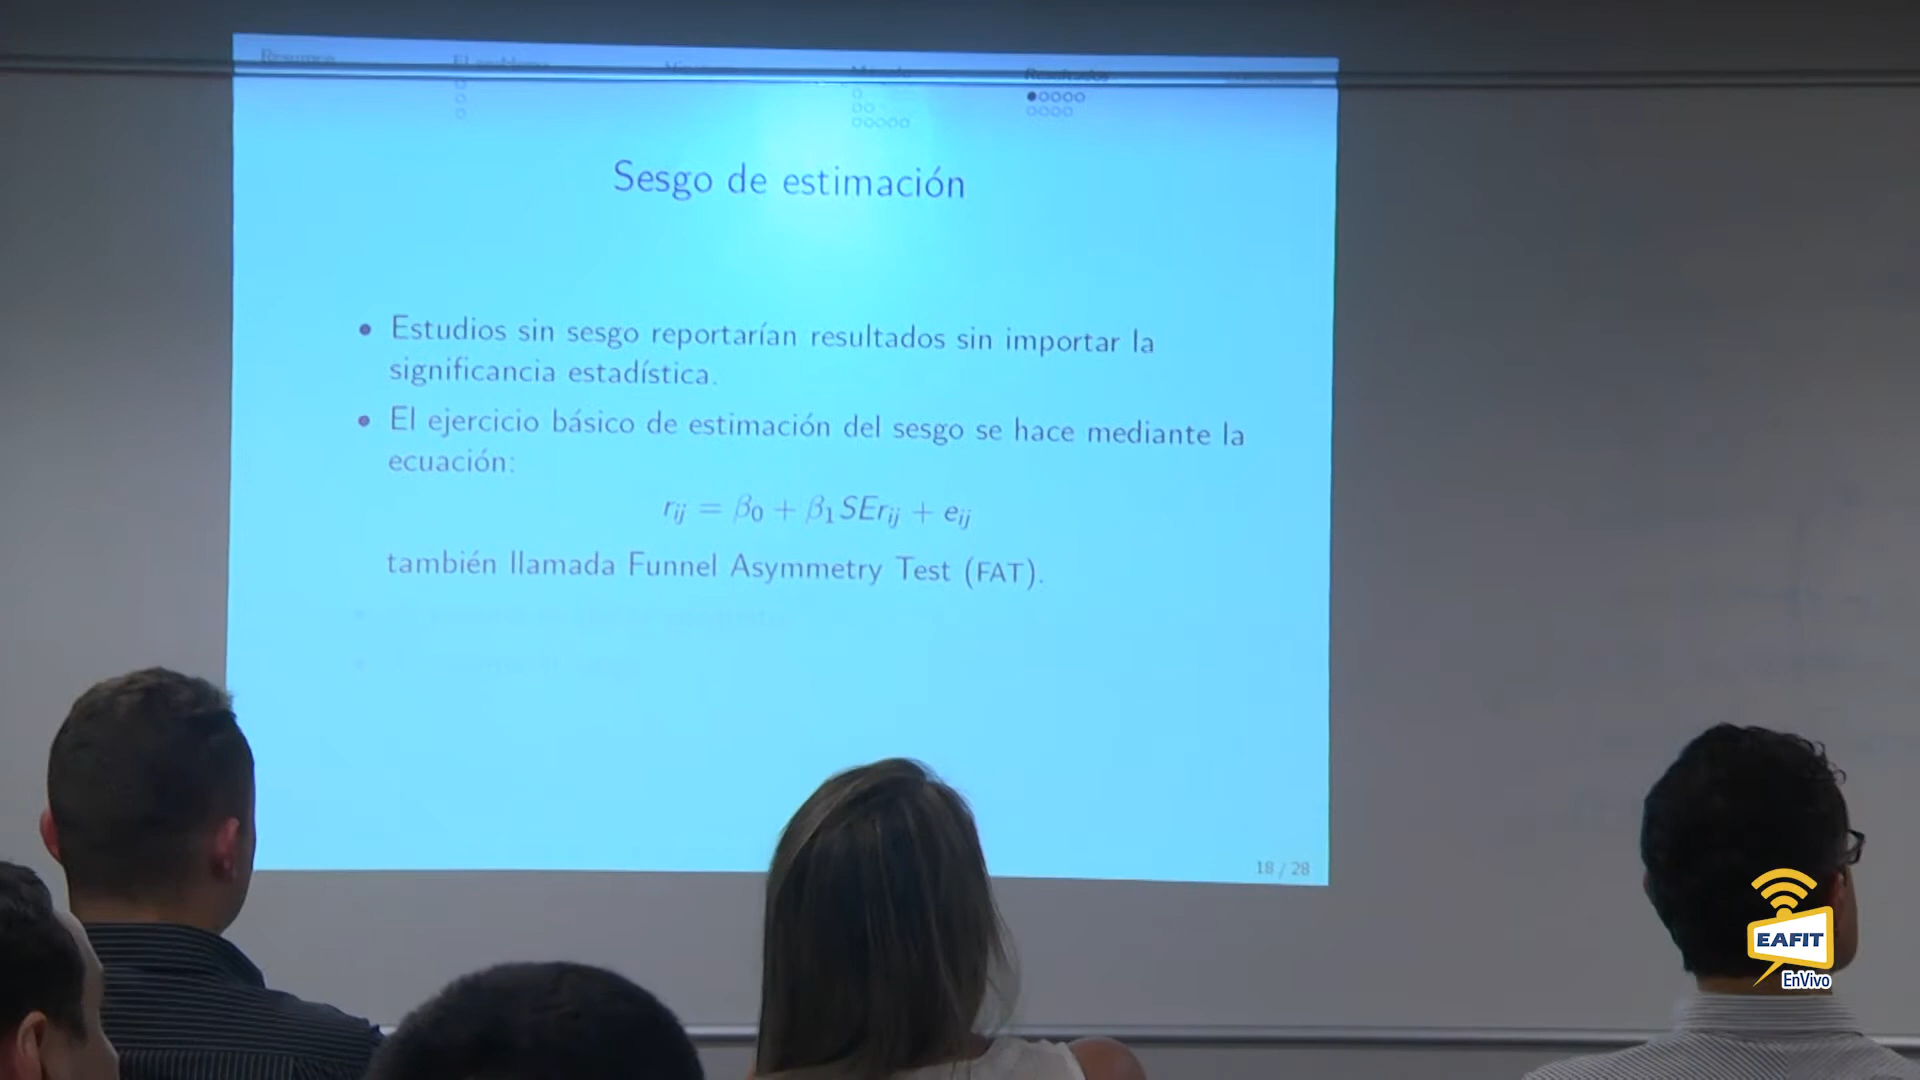 Resumen
Resultados
Sesgo de estimación
• Estudios sin sesgo reportarían resultados sin importar la
significancia estadística.
• El ejercicio básico de estimación del sesgo se hace mediante la
ecuación:
r_ij = β_0 + β_1 SEr_ij + e_ij
también llamada Funnel Asymmetry Test (FAT).
18 / 28
EAFIT
EnVivo